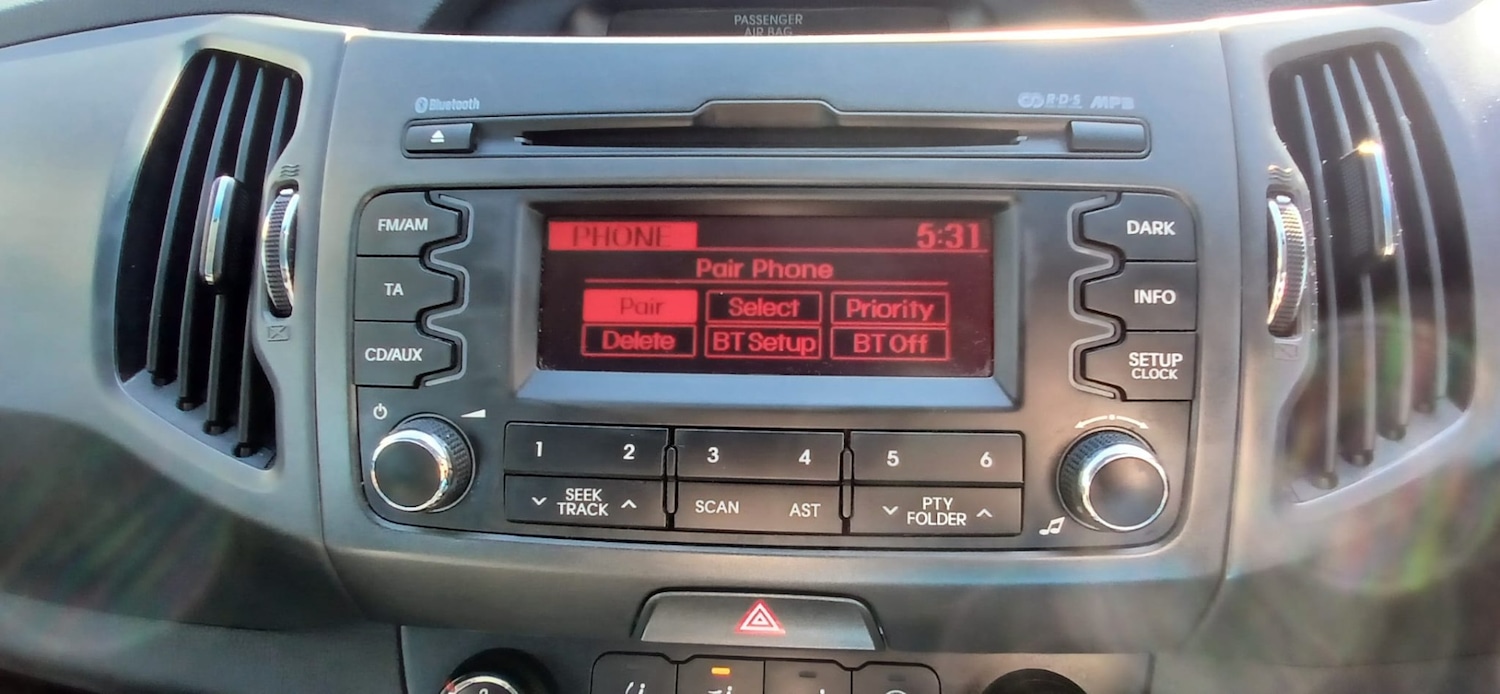 PASSENGER
AIR BAG
Bluetooth
R·D·S MP3
FM/AM
TA
CD/AUX
PHONE 5:31
Pair Phone
Pair Select Priority
Delete BT Setup BT Off
DARK
INFO
SETUP
CLOCK
1 2 3 4 5 6
SEEK
TRACK
SCAN AST
PTY
FOLDER